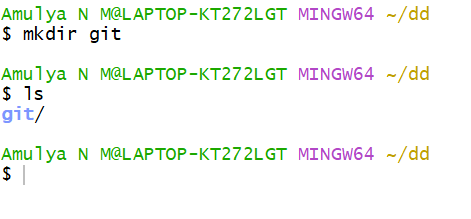 Amulya N M@LAPTOP-KT272LGT MINGW64 ~/dd
$ mkdir git
Amulya N M@LAPTOP-KT272LGT MINGW64 ~/dd
$ ls
git/
Amulya N M@LAPTOP-KT272LGT MINGW64 ~/dd
$